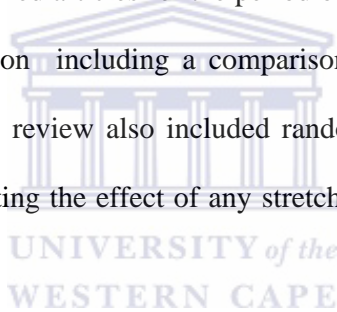 on including a comparison
review also included rand
ting the effect of any stretch
UNIVERSITY of the
WESTERN CAPE